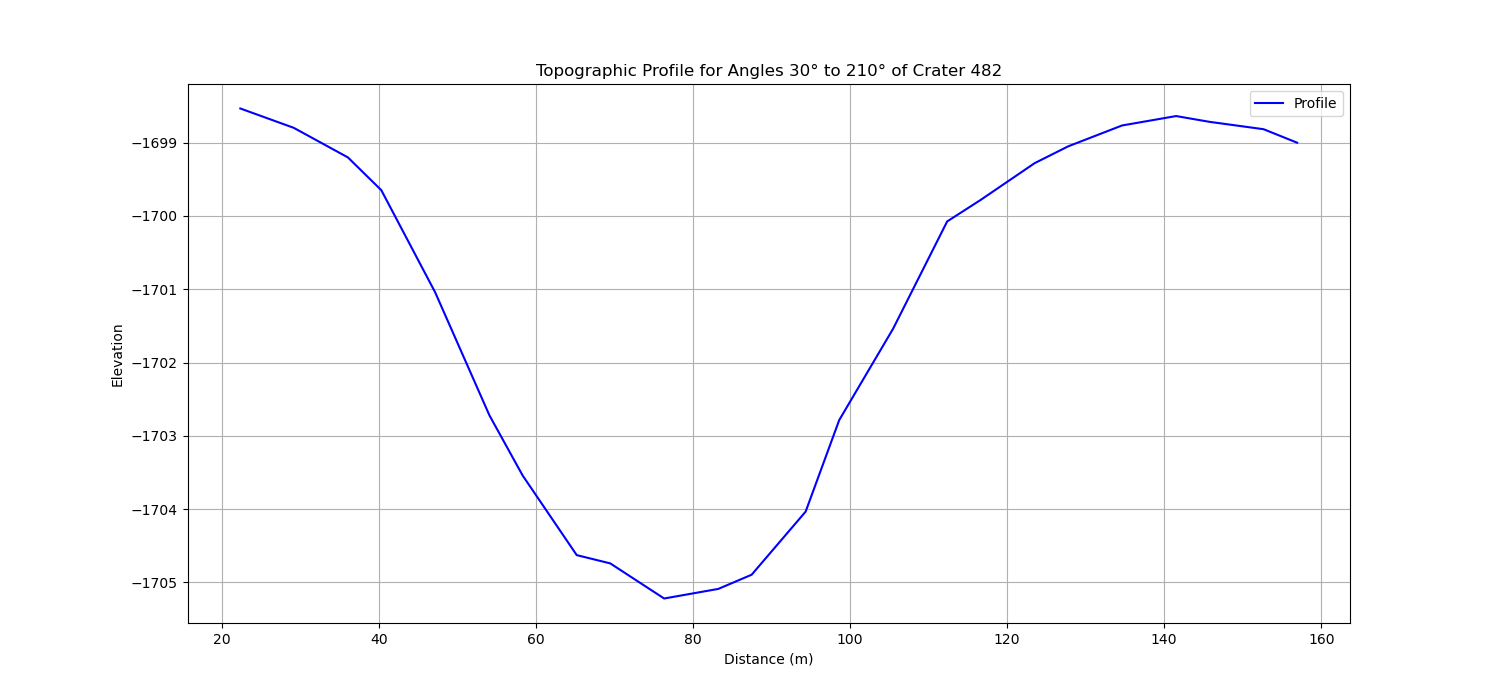 Topographic Profile for Angles 30° to 210° of Crater 482
Profile
−1699
−1700
−1701
−1702
−1703
−1704
−1705
Elevation
20 40 60 80 100 120 140 160
Distance (m)